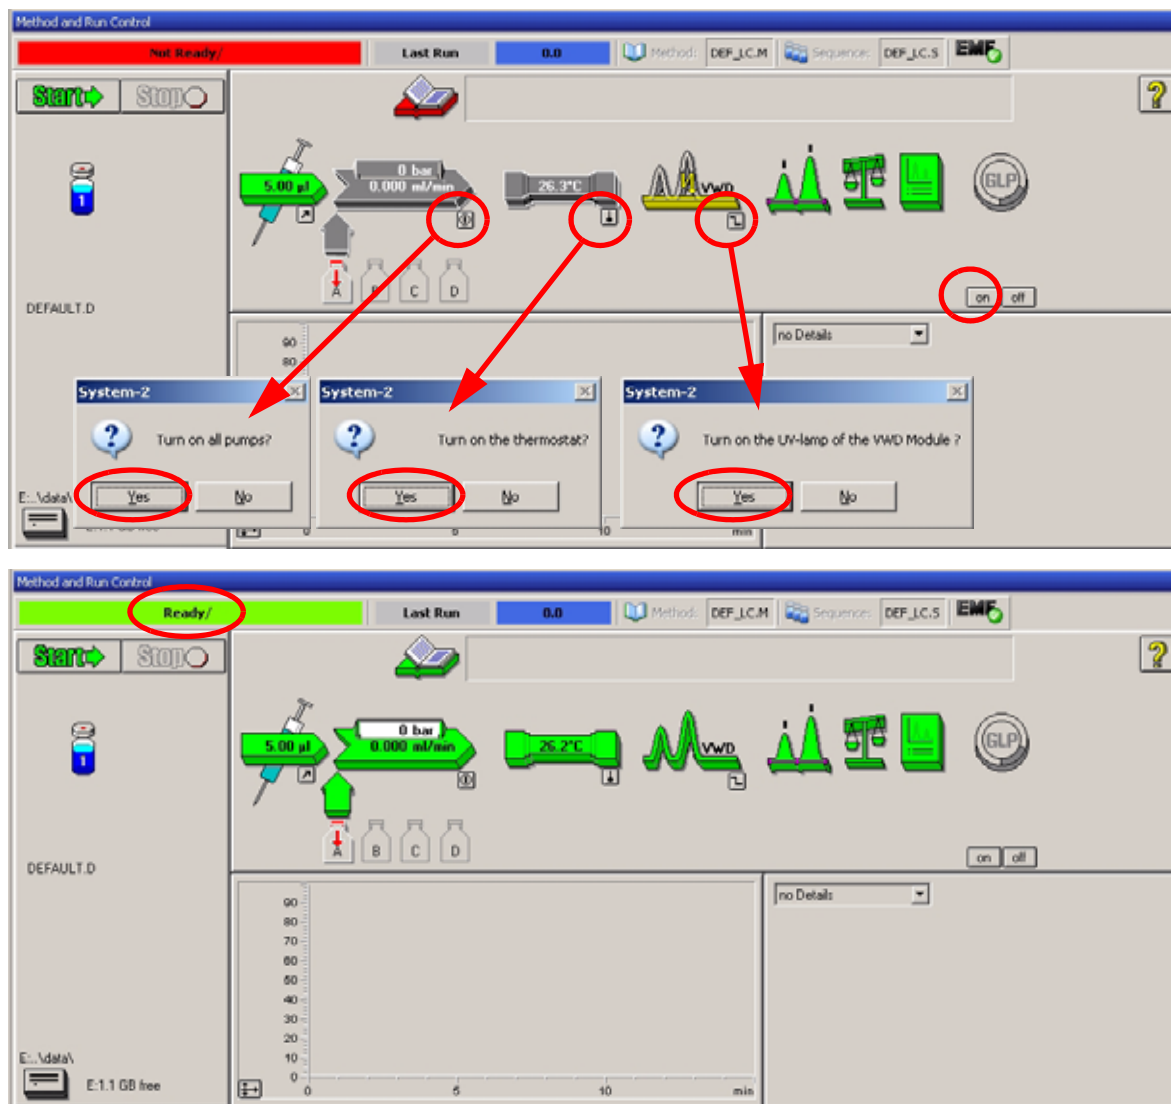 Method and Run Control
Not Ready/ Last Run 0.0 Method: DEF_LC.M Sequence: DEF_LC.S EMF
Start Stop ?
1
5.00 µl 0 bar 26.3°C VWD GLP
0.000 ml/min
A B C D
on off
DEFAULT.D
no Details
90
80
System-2 System-2 System-2
? Turn on all pumps? ? Turn on the thermostat? ? Turn on the UV-lamp of the VWD Module ?
Yes No Yes No Yes No
E:..\data\
0 5 10 min
Method and Run Control
Ready/ Last Run 0.0 Method: DEF_LC.M Sequence: DEF_LC.S EMF
Start Stop ?
1
5.00 µl 0 bar 26.2°C VWD GLP
0.000 ml/min
A B C D
on off
DEFAULT.D
no Details
90
80
70
60
50
40
30
20
10
0
0 5 10 min
E:..\data\
E:1.1 GB free